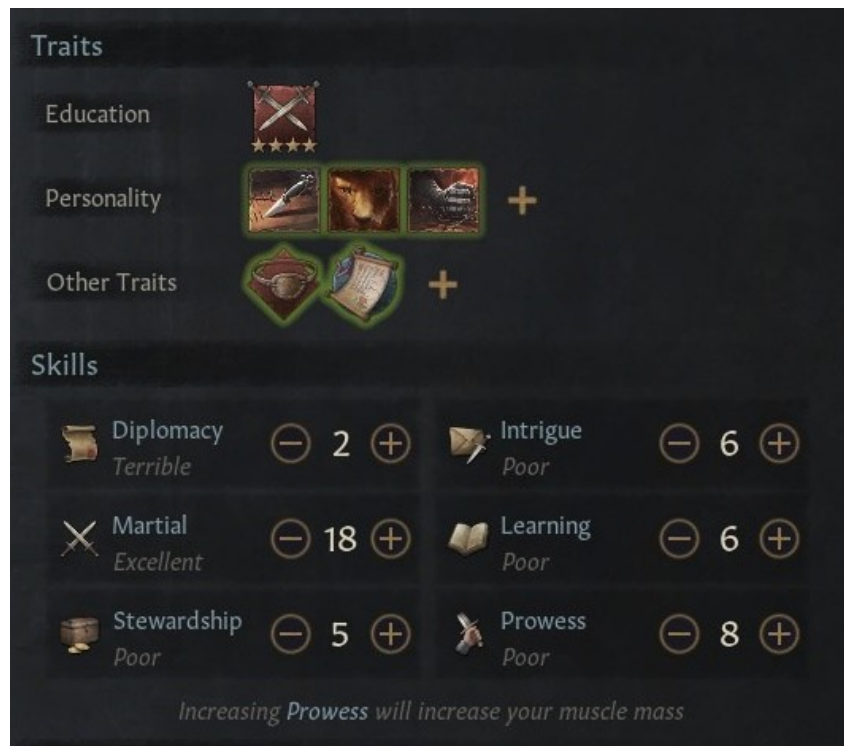 Traits
Education
Personality
+
Other Traits
+
Skills
Diplomacy
Terrible
− 2 +
Intrigue
Poor
− 6 +
Martial
Excellent
− 18 +
Learning
Poor
− 6 +
Stewardship
Poor
− 5 +
Prowess
Poor
− 8 +
Increasing Prowess will increase your muscle mass